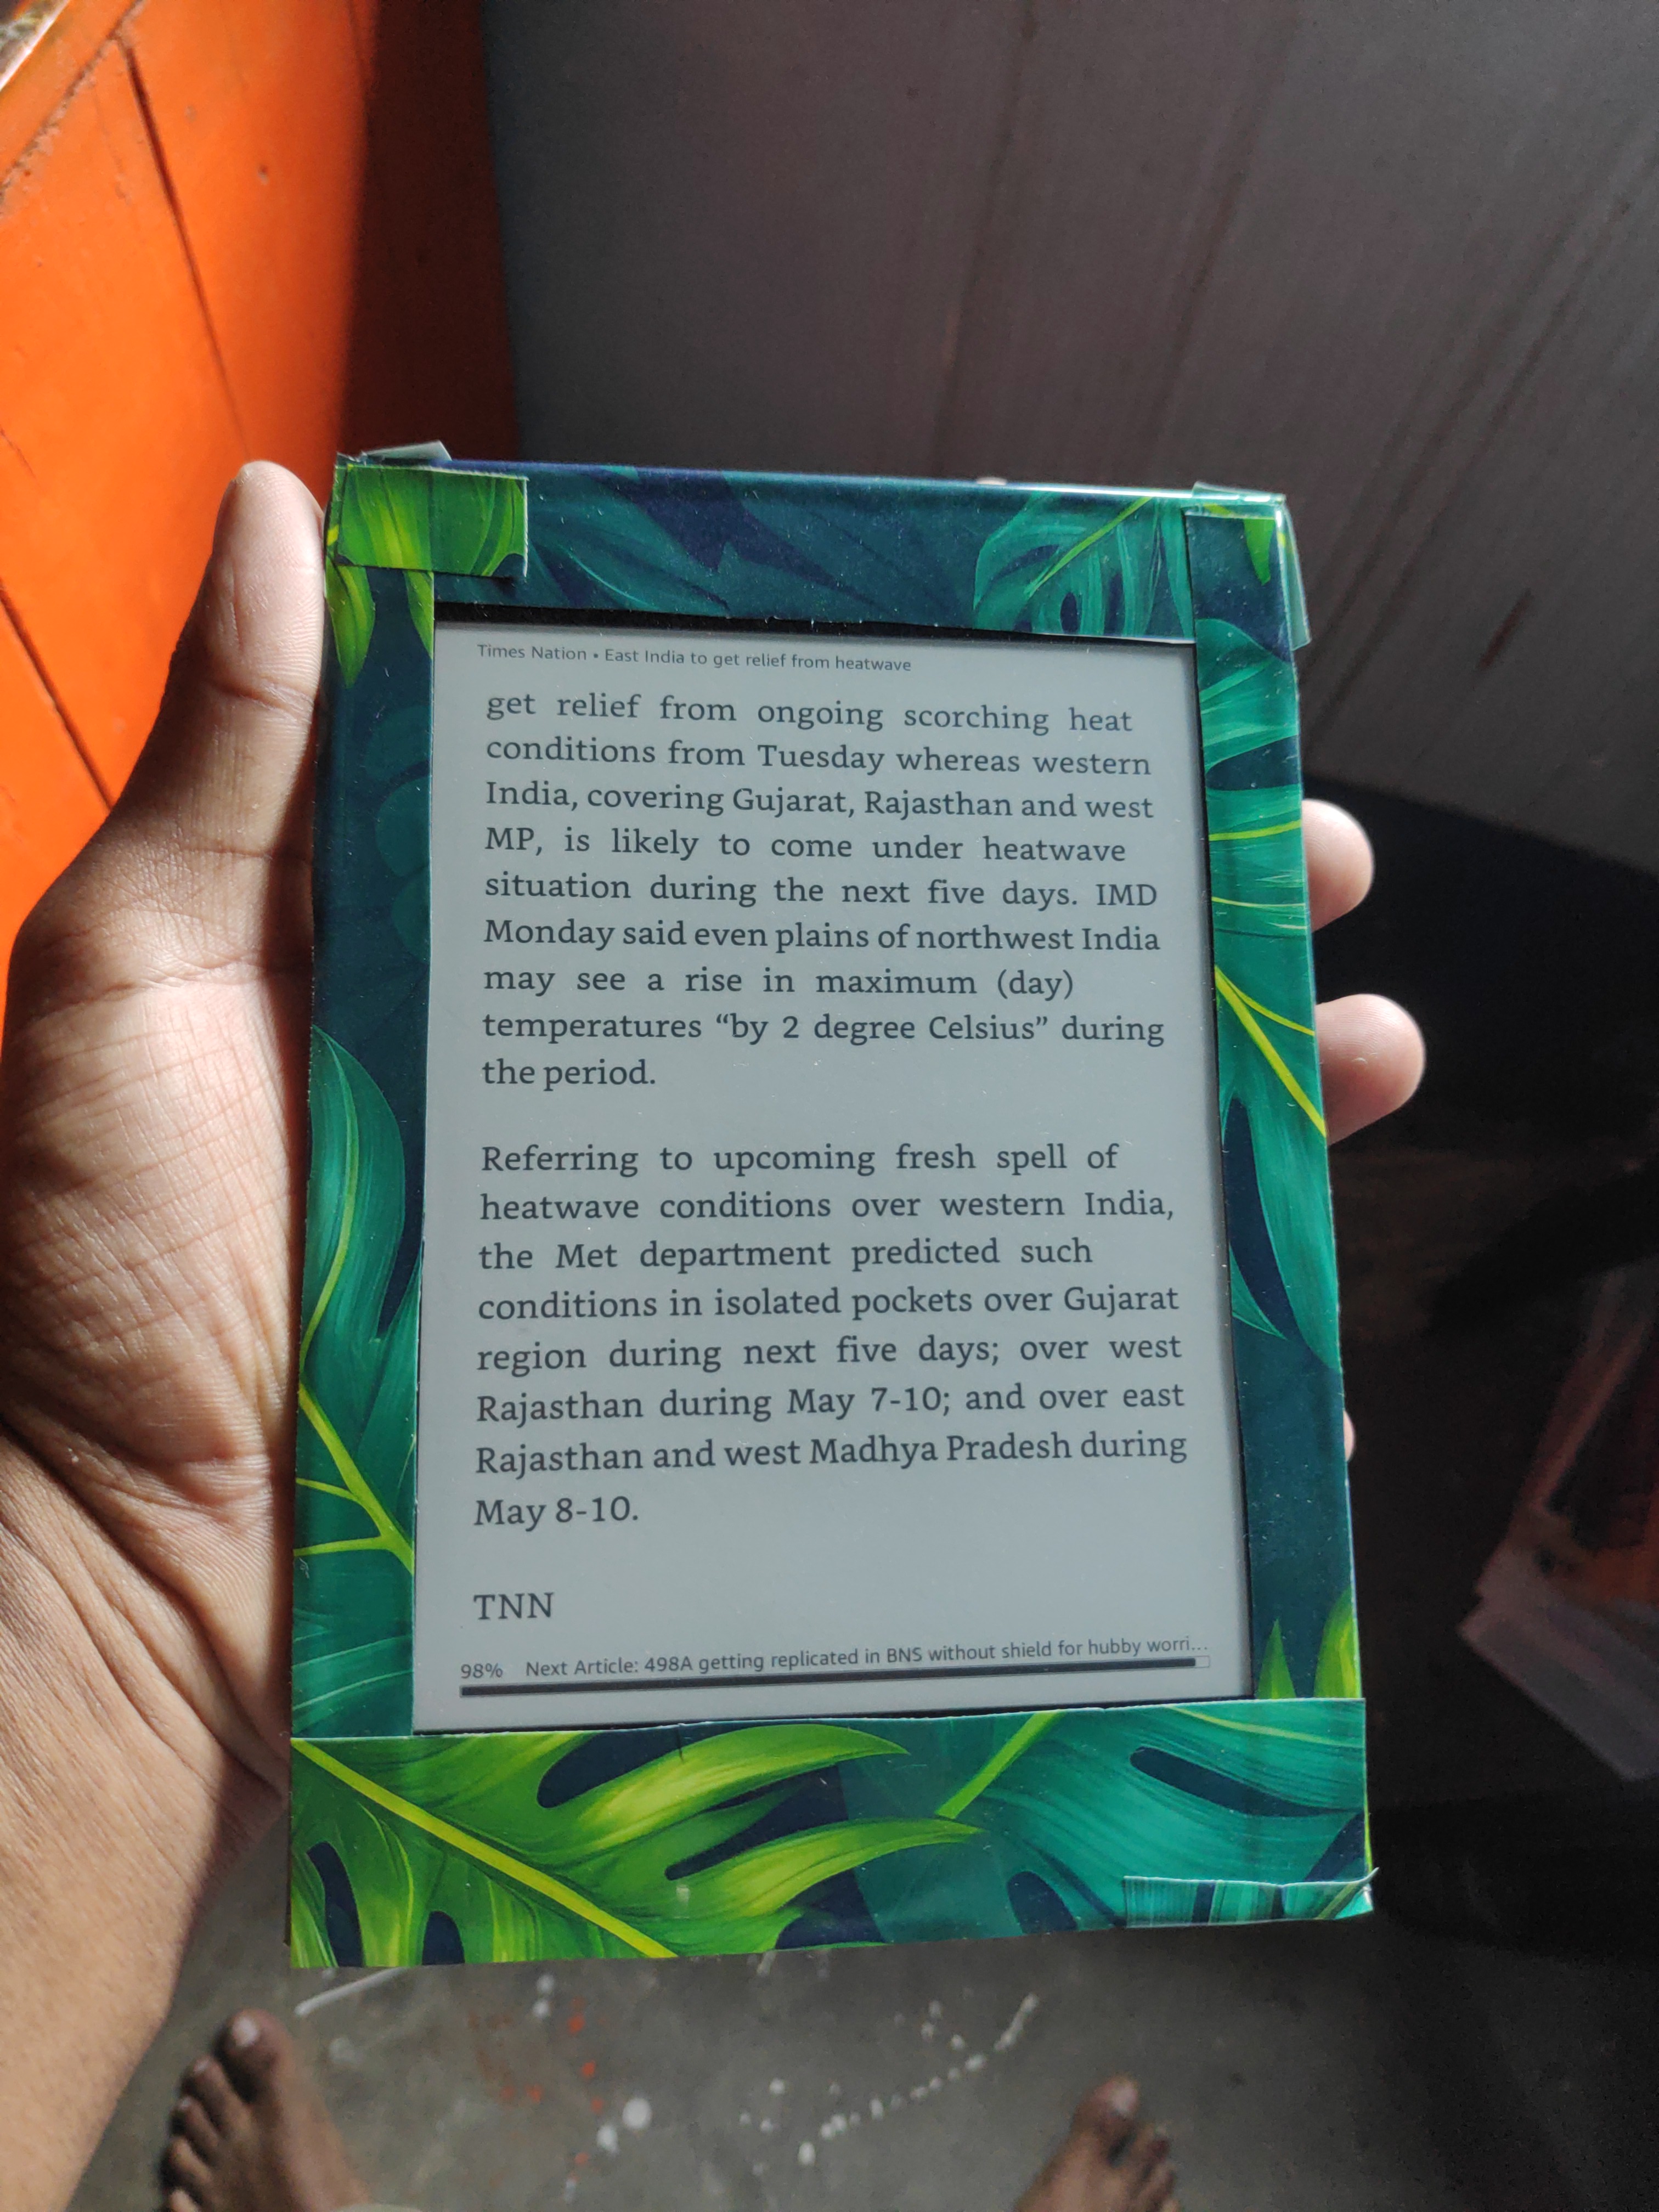 Times Nation • East India to get relief from heatwave
get relief from ongoing scorching heat
conditions from Tuesday whereas western
India, covering Gujarat, Rajasthan and west
MP, is likely to come under heatwave
situation during the next five days. IMD
Monday said even plains of northwest India
may see a rise in maximum (day)
temperatures “by 2 degree Celsius” during
the period.
Referring to upcoming fresh spell of
heatwave conditions over western India,
the Met department predicted such
conditions in isolated pockets over Gujarat
region during next five days; over west
Rajasthan during May 7-10; and over east
Rajasthan and west Madhya Pradesh during
May 8-10.
TNN
98% Next Article: 498A getting replicated in BNS without shield for hubby worri...